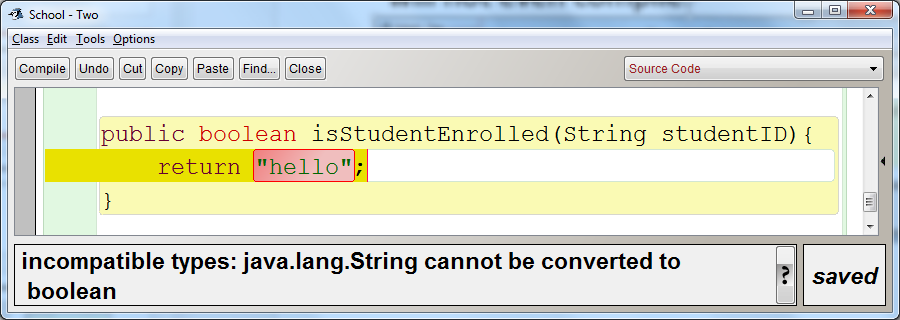 School - Two
Class Edit Tools Options
Compile Undo Cut Copy Paste Find... Close Source Code
public boolean isStudentEnrolled(String studentID){
return "hello";
}
incompatible types: java.lang.String cannot be converted to
boolean
?
saved